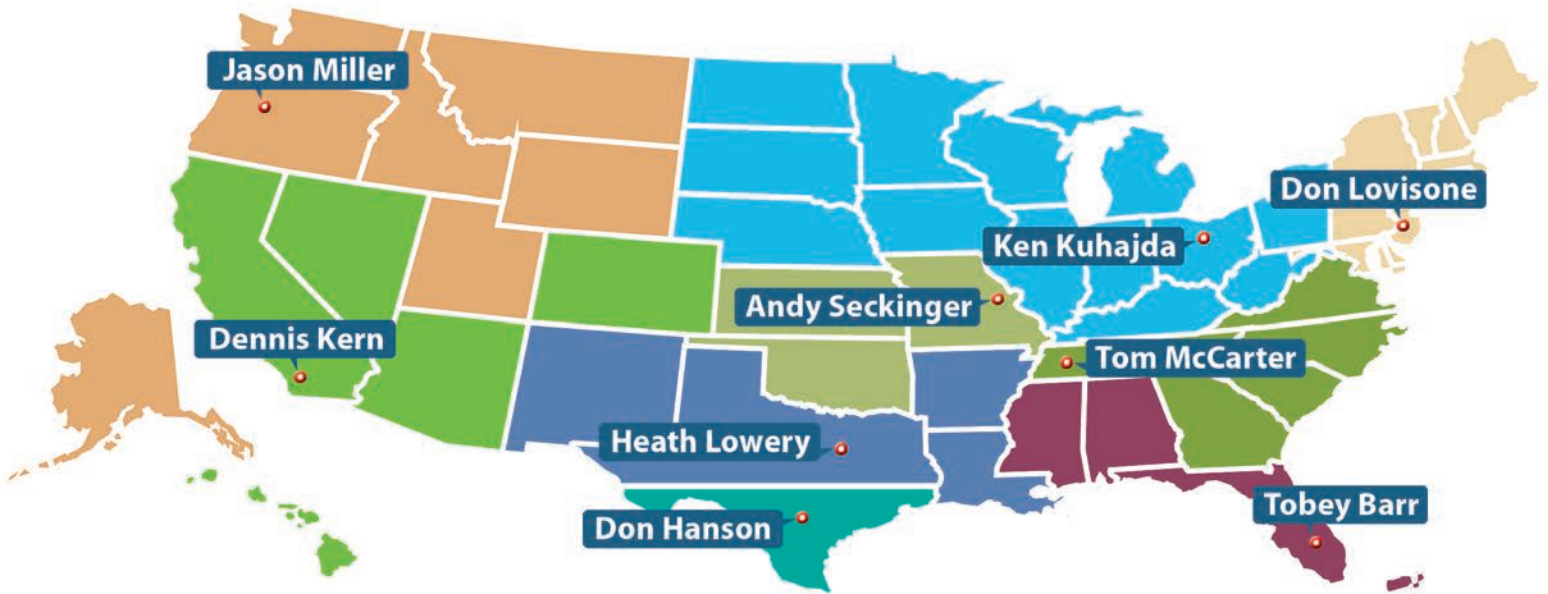 Jason Miller
Don Lovisone
Ken Kuhajda
Andy Seckinger
Dennis Kern
Tom McCarter
Heath Lowery
Tobey Barr
Don Hanson